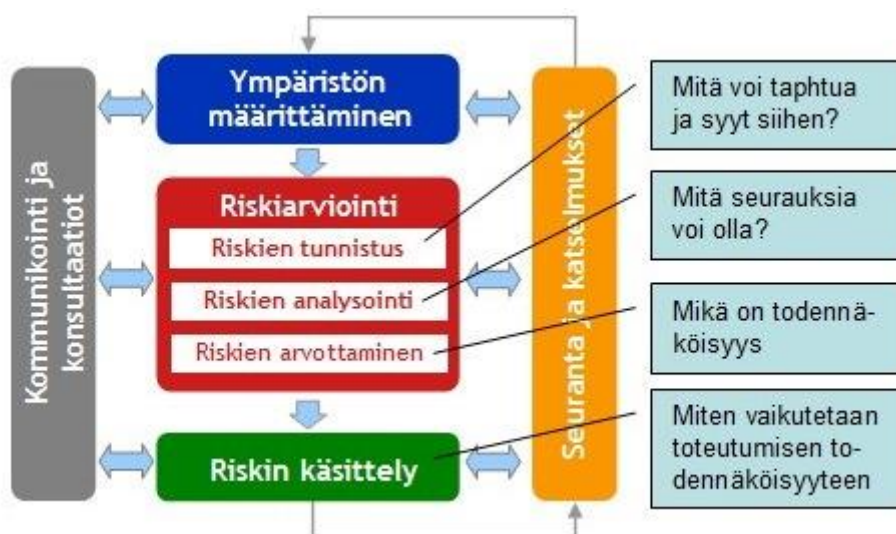 Kommunikointi ja
konsultaatiot
Ympäristön
määrittäminen
Riskiarviointi
Riskien tunnistus
Riskien analysointi
Riskien arvottaminen
Riskin käsittely
Seuranta ja katselmukset
Mitä voi taphtua
ja syyt siihen?
Mitä seurauksia
voi olla?
Mikä on todennä-
köisyys
Miten vaikutetaan
toteutumisen to-
dennäköisyyteen